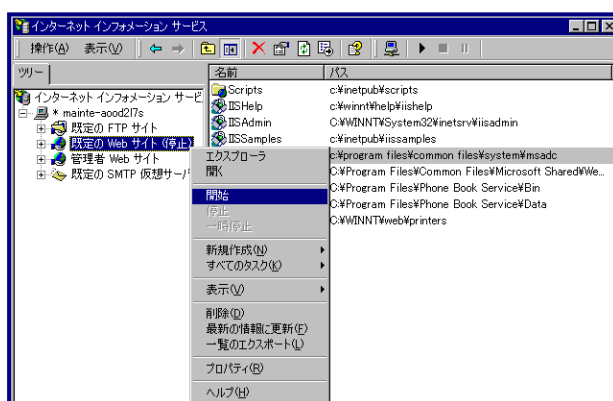 インターネット インフォメーション サービス
操作(A) 表示(V)
ツリー
インターネット インフォメーション サービ
* mainte-aood2l7s
既定の FTP サイト
既定の Web サイト (停止)
管理者 Web サイト
既定の SMTP 仮想サーバ
名前 パス
Scripts c:¥inetpub¥scripts
IISHelp c:¥winnt¥help¥iishelp
IISAdmin C:¥WINNT¥System32¥inetsrv¥iisadmin
IISSamples c:¥inetpub¥iissamples
c:¥program files¥common files¥system¥msadc
C:¥Program Files¥Common Files¥Microsoft Shared¥We...
C:¥Program Files¥Phone Book Service¥Bin
C:¥Program Files¥Phone Book Service¥Data
C:¥WINNT¥web¥printers
エクスプローラ
開く
開始
停止
一時停止
新規作成(N)
すべてのタスク(K)
表示(V)
削除(D)
最新の情報に更新(F)
一覧のエクスポート(L)
プロパティ(R)
ヘルプ(H)